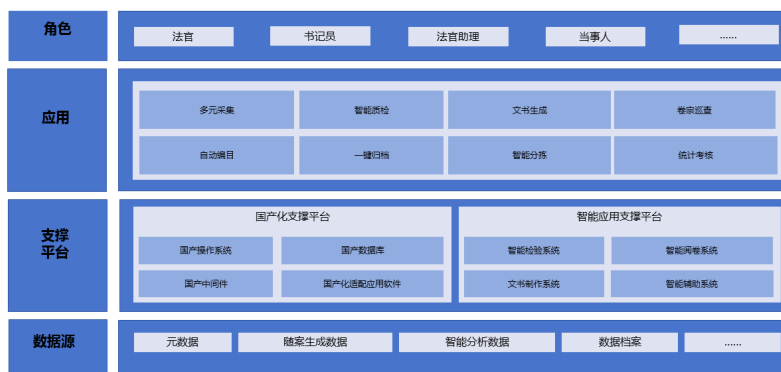 角色
法官
书记员
法官助理
当事人
......
应用
多元采集
智能质检
文书生成
卷宗巡查
自动编目
一键归档
智能分拣
统计考核
支撑
平台
国产化支撑平台
国产操作系统
国产数据库
国产中间件
国产化适配应用软件
智能应用支撑平台
智能检验系统
智能阅卷系统
文书制作系统
智能辅助系统
数据源
元数据
随案生成数据
智能分析数据
数据档案
......